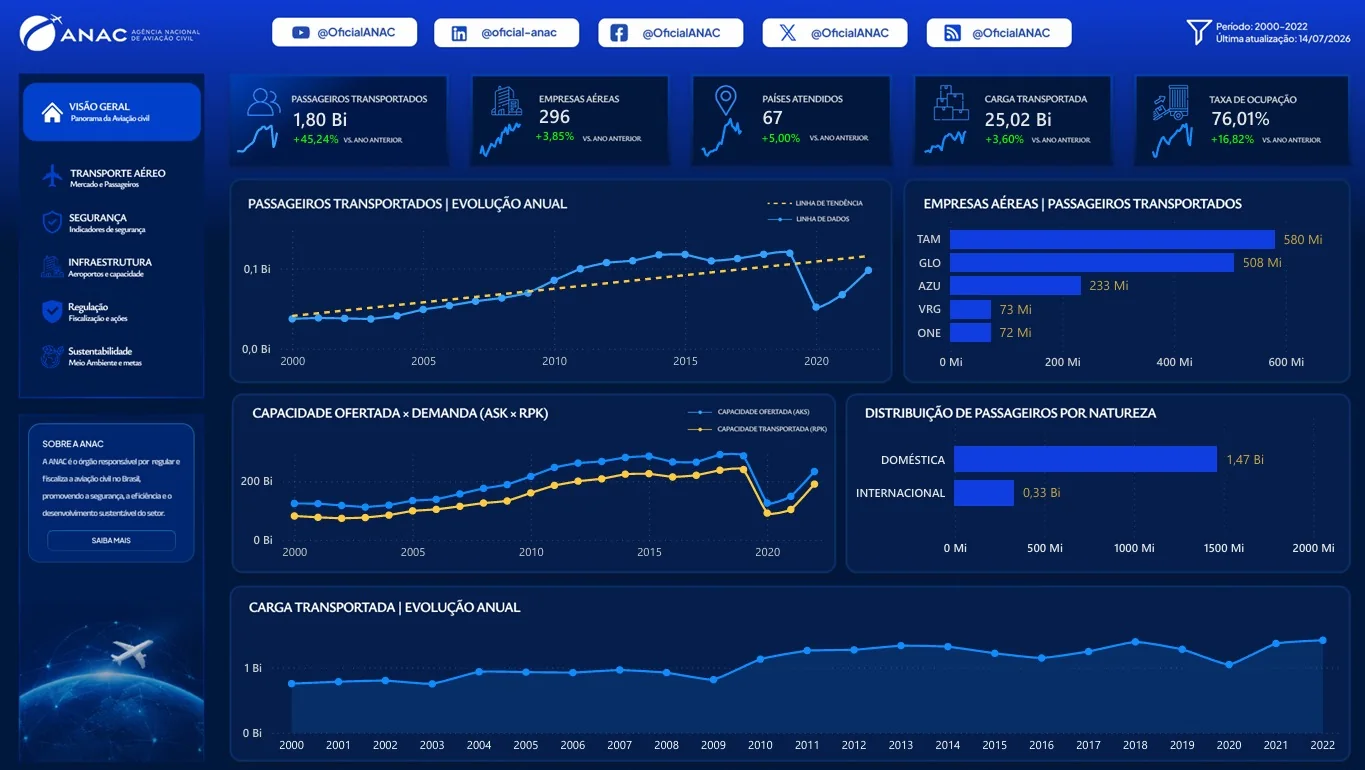 ANAC AGÊNCIA NACIONAL
DE AVIAÇÃO CIVIL
@OficialANAC
@oficial-anac
@OficialANAC
@OficialANAC
@OficialANAC
Período: 2000-2022
Última atualização: 14/07/2026
VISÃO GERAL
Panorama da Aviação civil
TRANSPORTE AÉREO
Mercado e Passageiros
SEGURANÇA
Indicadores de segurança
INFRAESTRUTURA
Aeroportos e capacidade
Regulação
Fiscalização e ações
Sustentabilidade
Meio Ambiente e metas
SOBRE A ANAC
A ANAC é o órgão responsável por regular e
fiscaliza a aviação civil no Brasil,
promovendo a segurança, a eficiência e o
desenvolvimento sustentável do setor.
SAIBA MAIS
PASSAGEIROS TRANSPORTADOS
1,80 Bi
+45,24% VS. ANO ANTERIOR.
EMPRESAS AÉREAS
296
+3,85% VS. ANO ANTERIOR.
PAÍSES ATENDIDOS
67
+5,00% VS. ANO ANTERIOR.
CARGA TRANSPORTADA
25,02 Bi
+3,60% VS. ANO ANTERIOR.
TAXA DE OCUPAÇÃO
76,01%
+16,82% VS. ANO ANTERIOR.
PASSAGEIROS TRANSPORTADOS | EVOLUÇÃO ANUAL
LINHA DE TENDÊNCIA
LINHA DE DADOS
0,1 Bi
0,0 Bi
2000 2005 2010 2015 2020
EMPRESAS AÉREAS | PASSAGEIROS TRANSPORTADOS
TAM 580 Mi
GLO 508 Mi
AZU 233 Mi
VRG 73 Mi
ONE 72 Mi
0 Mi 200 Mi 400 Mi 600 Mi
CAPACIDADE OFERTADA × DEMANDA (ASK × RPK)
CAPACIDADE OFERTADA (AKS)
CAPACIDADE TRANSPORTADA (RPK)
200 Bi
0 Bi
2000 2005 2010 2015 2020
DISTRIBUIÇÃO DE PASSAGEIROS POR NATUREZA
DOMÉSTICA 1,47 Bi
INTERNACIONAL 0,33 Bi
0 Mi 500 Mi 1000 Mi 1500 Mi 2000 Mi
CARGA TRANSPORTADA | EVOLUÇÃO ANUAL
1 Bi
0 Bi
2000 2001 2002 2003 2004 2005 2006 2007 2008 2009 2010 2011 2012 2013 2014 2015 2016 2017 2018 2019 2020 2021 2022